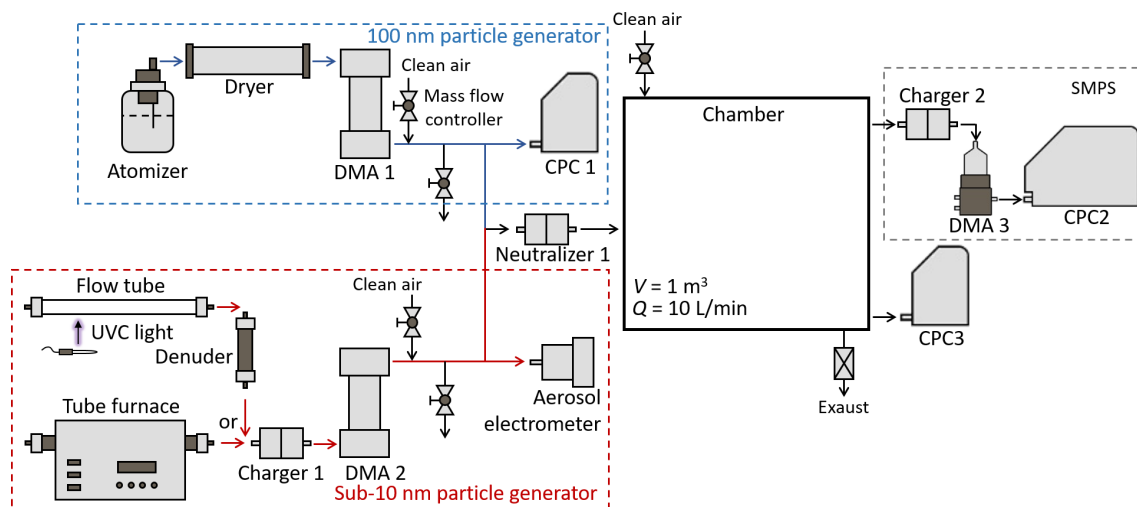 100 nm particle generator
Clean air
Dryer
Mass flow
controller
Atomizer
DMA 1
CPC 1
Clean air
Chamber
Charger 2
SMPS
DMA 3
CPC2
Neutralizer 1
V = 1 m³
Q = 10 L/min
CPC3
Exaust
Flow tube
UVC light
Denuder
Clean air
Tube furnace
or
Charger 1
DMA 2
Aerosol
electrometer
Sub-10 nm particle generator